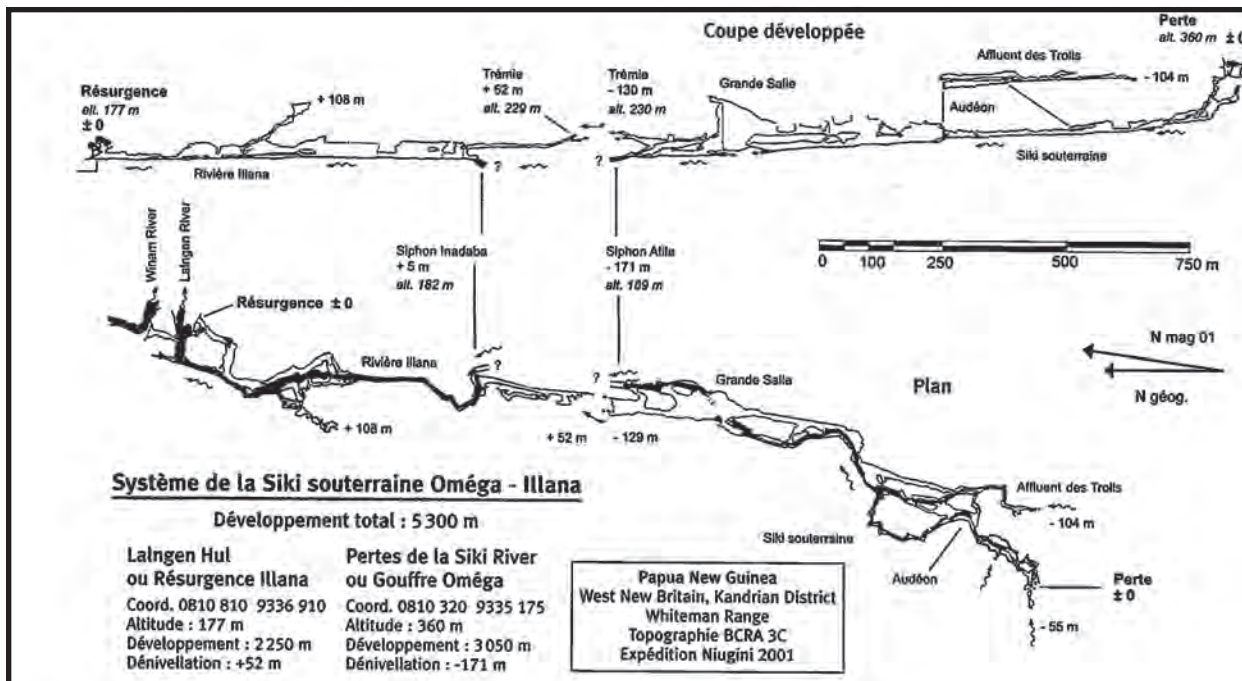 Coupe développée
Perte
alt. 360 m ± 0
Affluent des Trolls
- 104 m
Trémie
+ 52 m
alt. 229 m
Trémie
- 130 m
alt. 230 m
Grande Salle
Audéon
+ 108 m
Résurgence
alt. 177 m
± 0
Siki souterraine
Rivière Illana
?
?
Winam River
Laingen River
Siphon Inadaba
+ 5 m
alt. 182 m
Siphon Atila
- 171 m
alt. 189 m
0 100 250 500 750 m
Résurgence ± 0
N mag 01
Rivière Illana
?
?
Grande Salle
Plan
N géog.
+ 108 m
+ 52 m
- 129 m
Système de la Siki souterraine Oméga - Illana
Affluent des Trolls
- 104 m
Développement total : 5 300 m
Siki souterraine
Audéon
Perte
± 0
- 55 m
Laingen Hul
ou Résurgence Illana
Coord. 0810 810 9336 910
Altitude : 177 m
Développement : 2 250 m
Dénivellation : +52 m
Pertes de la Siki River
ou Gouffre Oméga
Coord. 0810 320 9335 175
Altitude : 360 m
Développement : 3 050 m
Dénivellation : -171 m
Papua New Guinea
West New Britain, Kandrian District
Whiteman Range
Topographie BCRA 3C
Expédition Niugini 2001